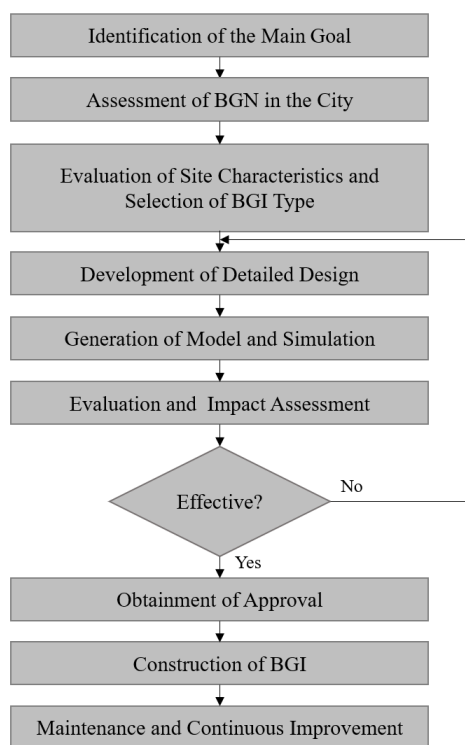 Identification of the Main Goal
Assessment of BGN in the City
Evaluation of Site Characteristics and
Selection of BGI Type
Development of Detailed Design
Generation of Model and Simulation
Evaluation and Impact Assessment
Effective?
No
Yes
Obtainment of Approval
Construction of BGI
Maintenance and Continuous Improvement